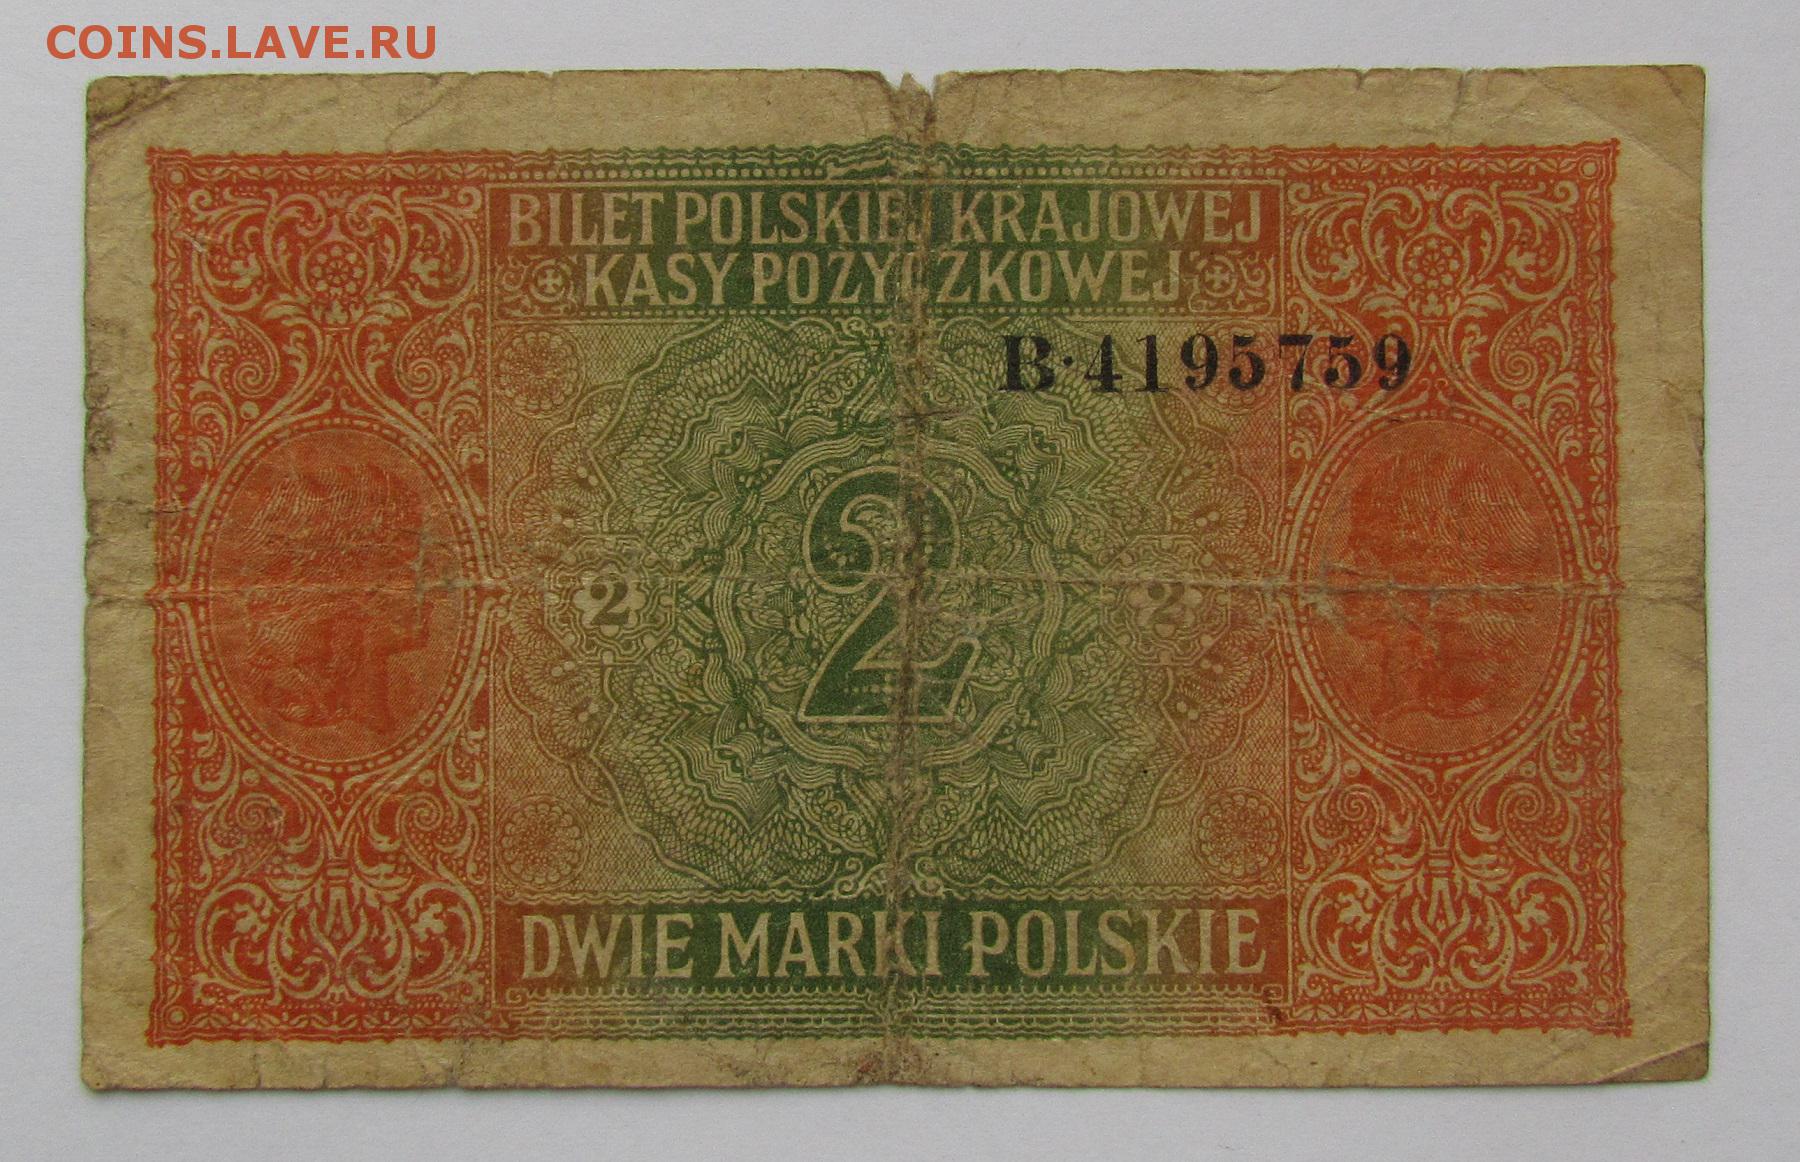 COINS.LAVE.RU
BILET POLSKIEJ KRAJOWEJ
KASY POŻYCZKOWEJ
B·4195759
2
2 2
DWIE MARKI POLSKIE